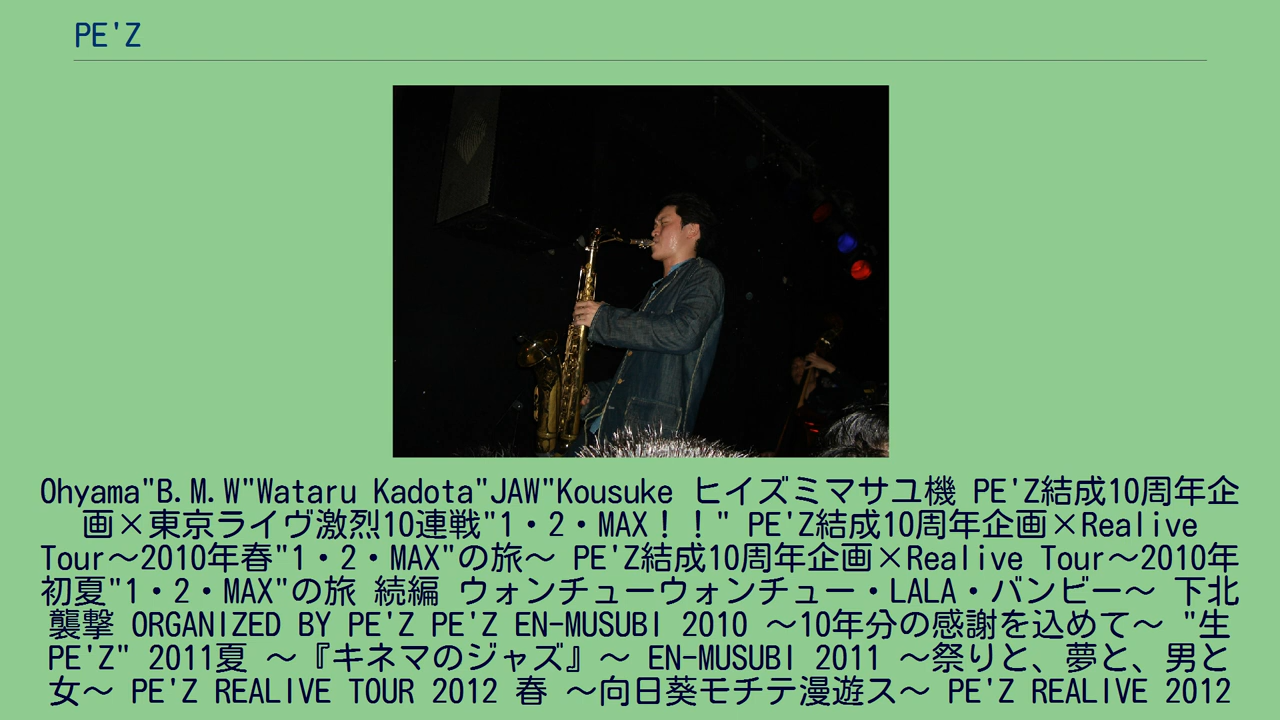 PE'Z
Ohyama"B.M.W"Wataru Kadota"JAW"Kousuke ヒイズミマサユ機 PE'Z結成10周年企
画×東京ライヴ激烈10連戦"1・2・MAX！！" PE'Z結成10周年企画×Realive
Tour～2010年春"1・2・MAX"の旅～ PE'Z結成10周年企画×Realive Tour～2010年
初夏"1・2・MAX"の旅 続編 ウォンチューウォンチュー・LALA・バンビー～ 下北
襲撃 ORGANIZED BY PE'Z PE'Z EN-MUSUBI 2010 ～10年分の感謝を込めて～ "生
PE'Z" 2011夏 ～『キネマのジャズ』～ EN-MUSUBI 2011 ～祭りと、夢と、男と
女～ PE'Z REALIVE TOUR 2012 春 ～向日葵モチテ漫遊ス～ PE'Z REALIVE 2012